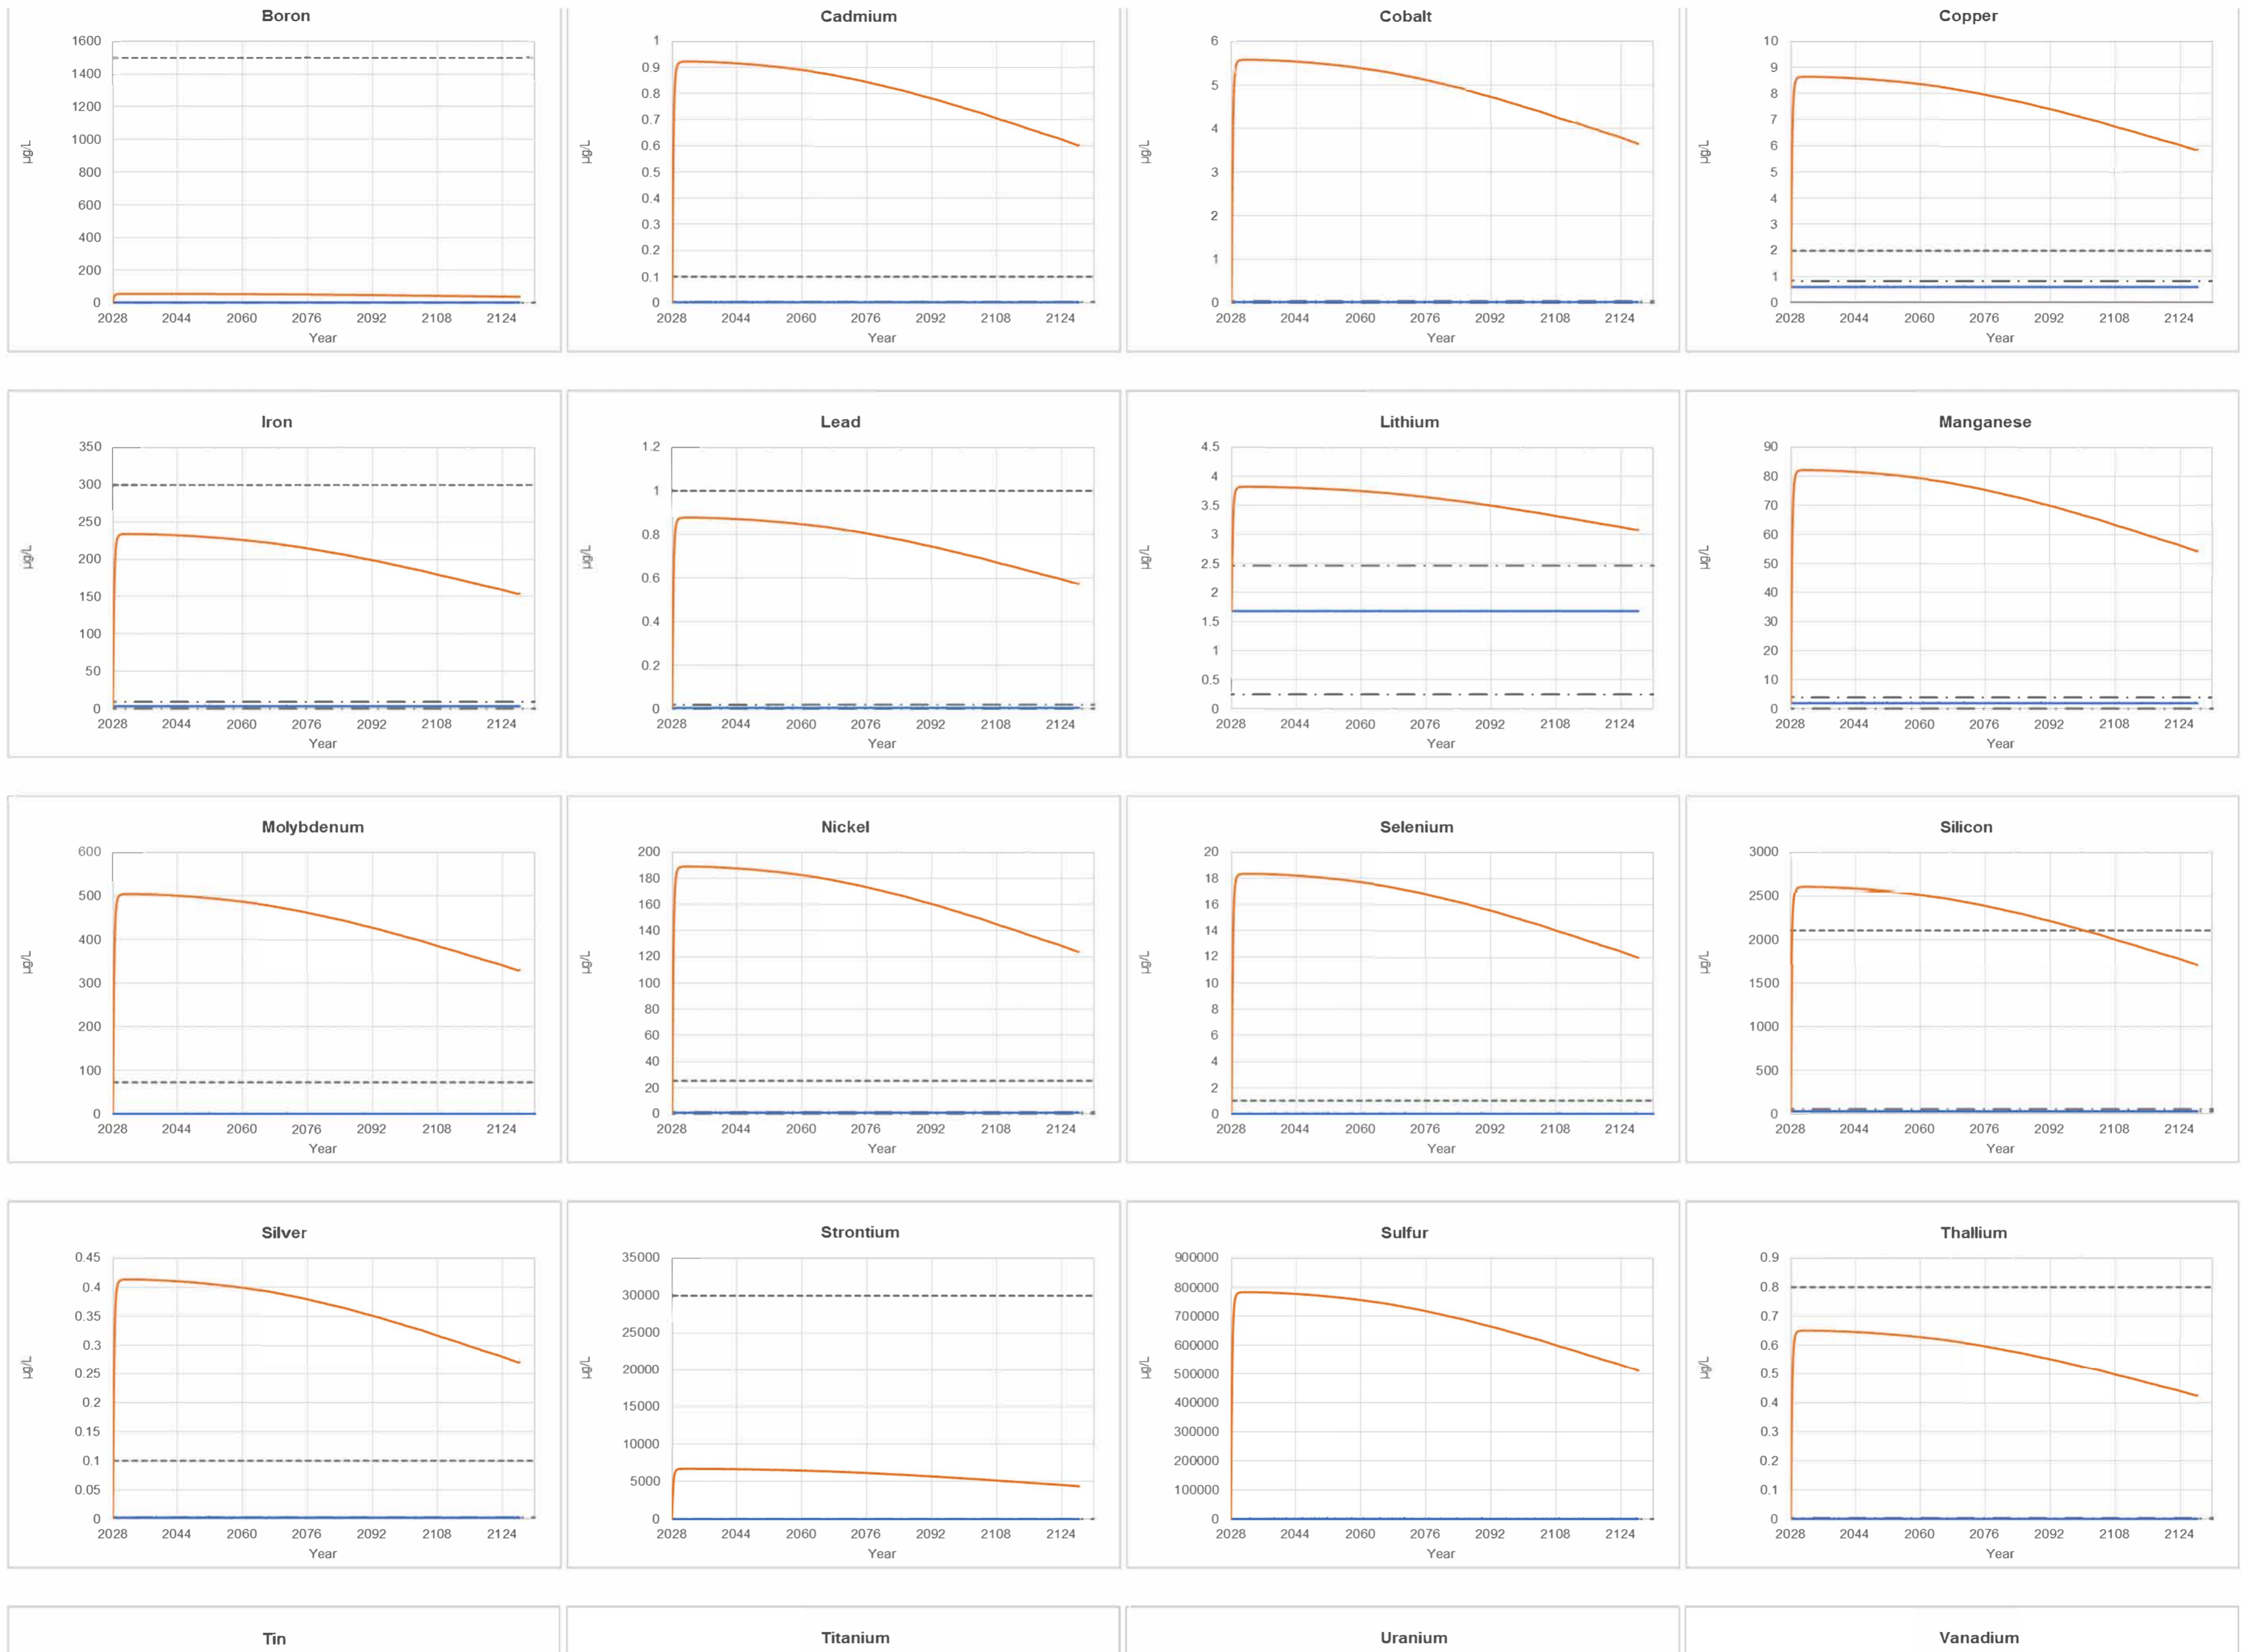 Boron
1600
1400
1200
1000
800
600
400
200
0
µg/L
2028 2044 2060 2076 2092 2108 2124
Year
Cadmium
1
0.9
0.8
0.7
0.6
0.5
0.4
0.3
0.2
0.1
0
µg/L
2028 2044 2060 2076 2092 2108 2124
Year
Cobalt
6
5
4
3
2
1
0
µg/L
2028 2044 2060 2076 2092 2108 2124
Year
Copper
10
9
8
7
6
5
4
3
2
1
0
µg/L
2028 2044 2060 2076 2092 2108 2124
Year
Iron
350
300
250
200
150
100
50
0
µg/L
2028 2044 2060 2076 2092 2108 2124
Year
Lead
1.2
1
0.8
0.6
0.4
0.2
0
µg/L
2028 2044 2060 2076 2092 2108 2124
Year
Lithium
4.5
4
3.5
3
2.5
2
1.5
1
0.5
0
µg/L
2028 2044 2060 2076 2092 2108 2124
Year
Manganese
90
80
70
60
50
40
30
20
10
0
µg/L
2028 2044 2060 2076 2092 2108 2124
Year
Molybdenum
600
500
400
300
200
100
0
µg/L
2028 2044 2060 2076 2092 2108 2124
Year
Nickel
200
180
160
140
120
100
80
60
40
20
0
µg/L
2028 2044 2060 2076 2092 2108 2124
Year
Selenium
20
18
16
14
12
10
8
6
4
2
0
µg/L
2028 2044 2060 2076 2092 2108 2124
Year
Silicon
3000
2500
2000
1500
1000
500
0
µg/L
2028 2044 2060 2076 2092 2108 2124
Year
Silver
0.45
0.4
0.35
0.3
0.25
0.2
0.15
0.1
0.05
0
µg/L
2028 2044 2060 2076 2092 2108 2124
Year
Strontium
35000
30000
25000
20000
15000
10000
5000
0
µg/L
2028 2044 2060 2076 2092 2108 2124
Year
Sulfur
900000
800000
700000
600000
500000
400000
300000
200000
100000
0
µg/L
2028 2044 2060 2076 2092 2108 2124
Year
Thallium
0.9
0.8
0.7
0.6
0.5
0.4
0.3
0.2
0.1
0
µg/L
2028 2044 2060 2076 2092 2108 2124
Year
Tin
Titanium
Uranium
Vanadium